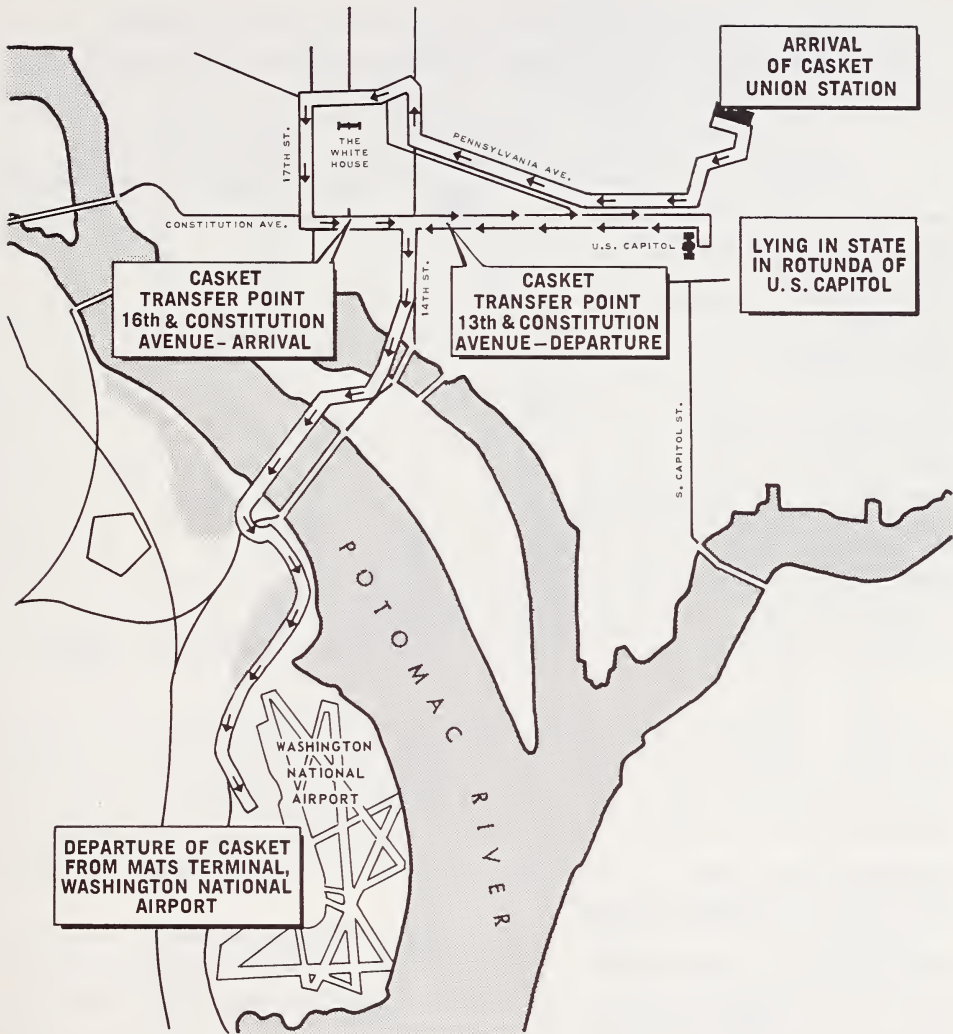 ARRIVAL
OF CASKET
UNION STATION
PENNSYLVANIA AVE.
17TH ST.
THE
WHITE
HOUSE
CONSTITUTION AVE.
U.S. CAPITOL
LYING IN STATE
IN ROTUNDA OF
U. S. CAPITOL
CASKET
TRANSFER POINT
16th & CONSTITUTION
AVENUE – ARRIVAL
14TH ST.
CASKET
TRANSFER POINT
13th & CONSTITUTION
AVENUE — DEPARTURE
S. CAPITOL ST.
POTOMAC RIVER
WASHINGTON
NATIONAL
AIRPORT
DEPARTURE OF CASKET
FROM MATS TERMINAL,
WASHINGTON NATIONAL
AIRPORT